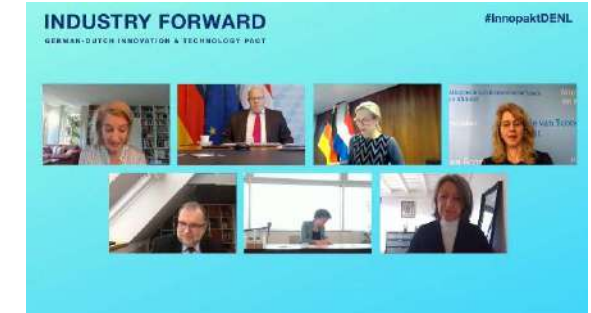 INDUSTRY FORWARD
GERMAN-DUTCH INNOVATION & TECHNOLOGY PACT
#InnopaktDENL